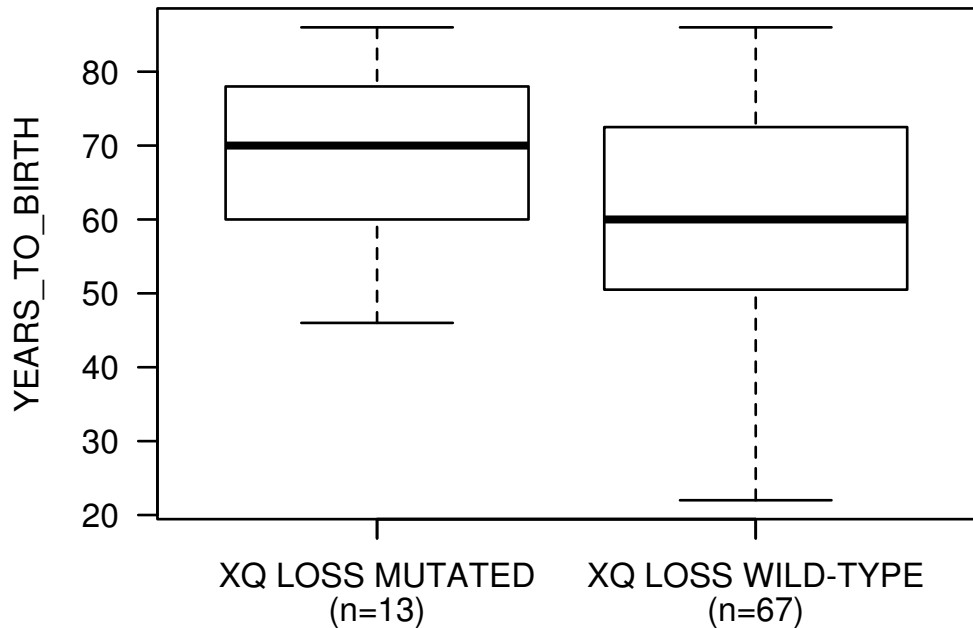 YEARS_TO_BIRTH
80
70
60
50
40
30
20
XQ LOSS MUTATED
(n=13)
XQ LOSS WILD-TYPE
(n=67)